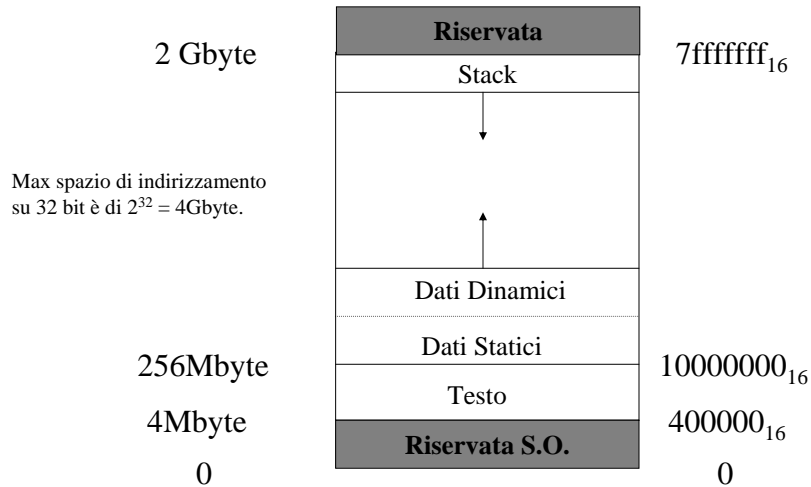 Riservata
2 Gbyte
7fffffff16
Stack
Max spazio di indirizzamento
su 32 bit è di 2^32 = 4Gbyte.
Dati Dinamici
Dati Statici
256Mbyte
1000000016
Testo
4Mbyte
40000016
Riservata S.O.
0
0